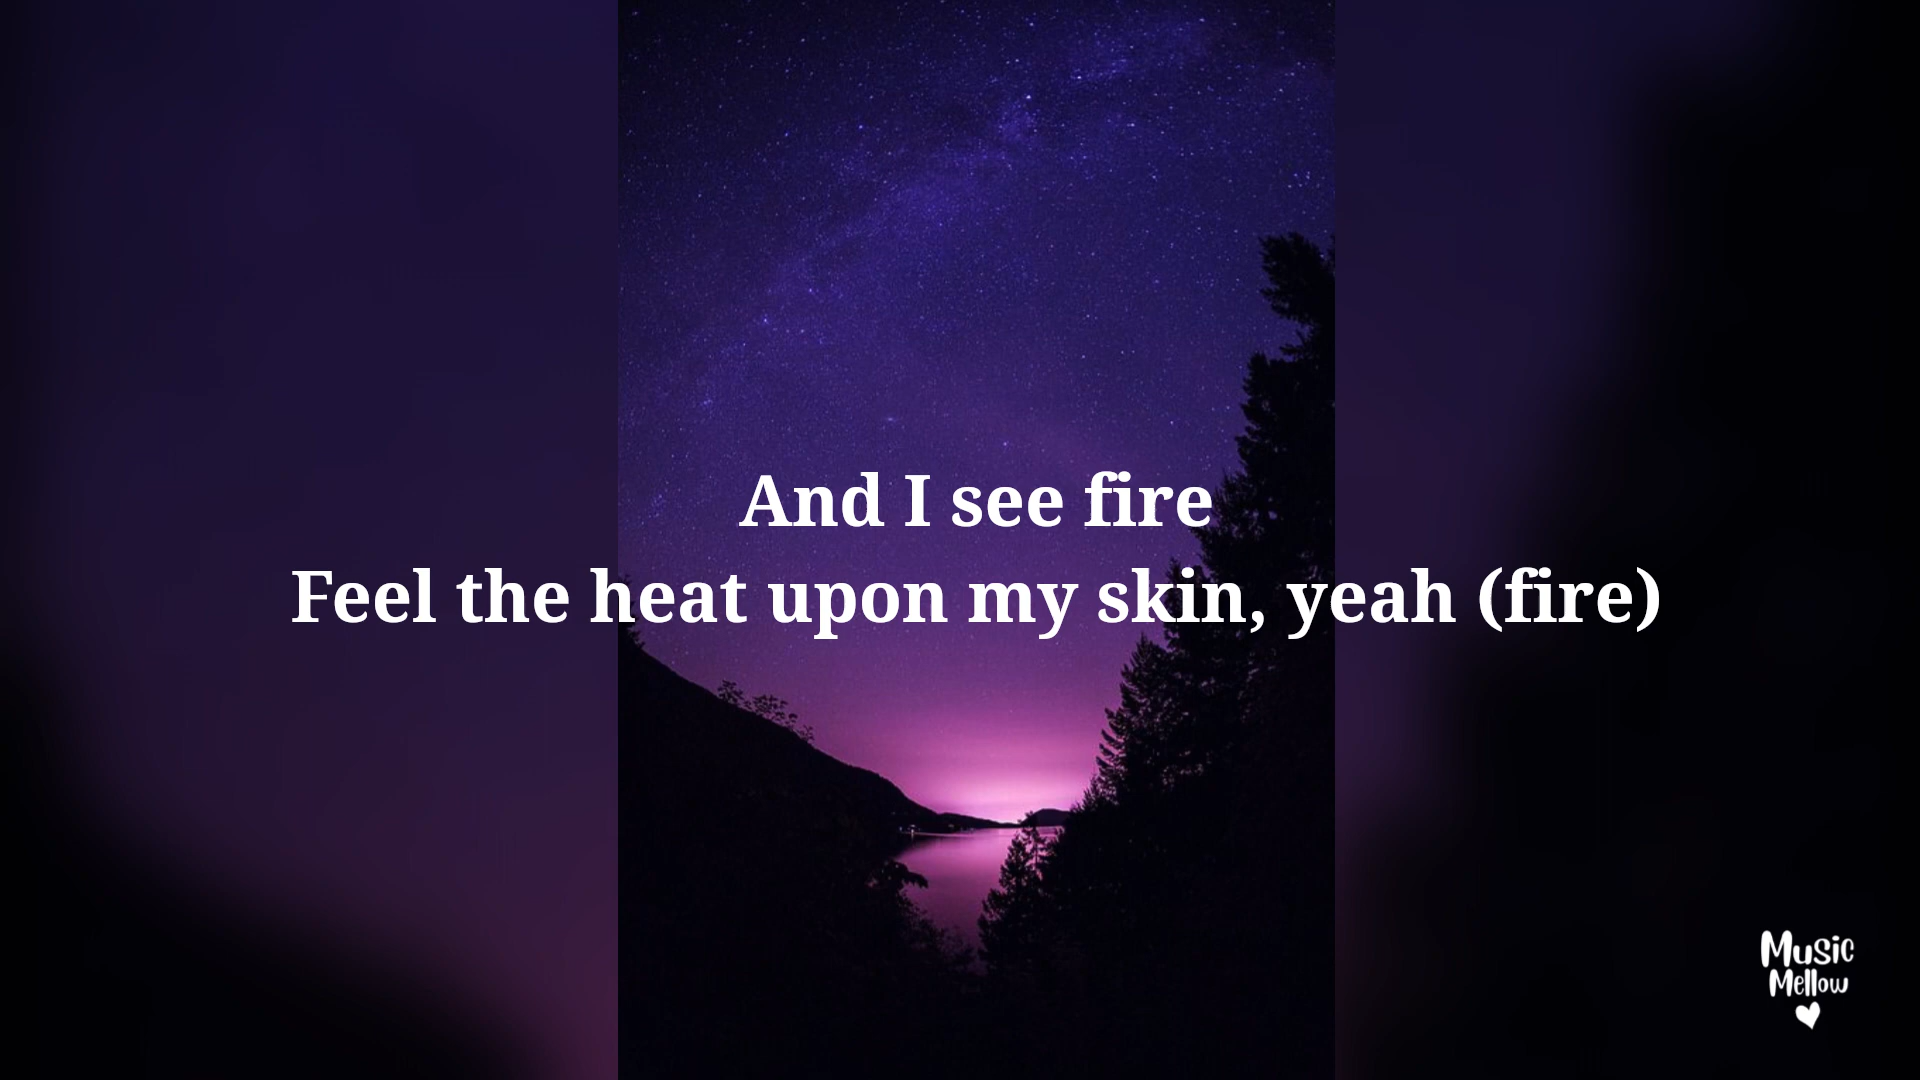 And I see fire
Feel the heat upon my skin, yeah (fire)
Music
Mellow